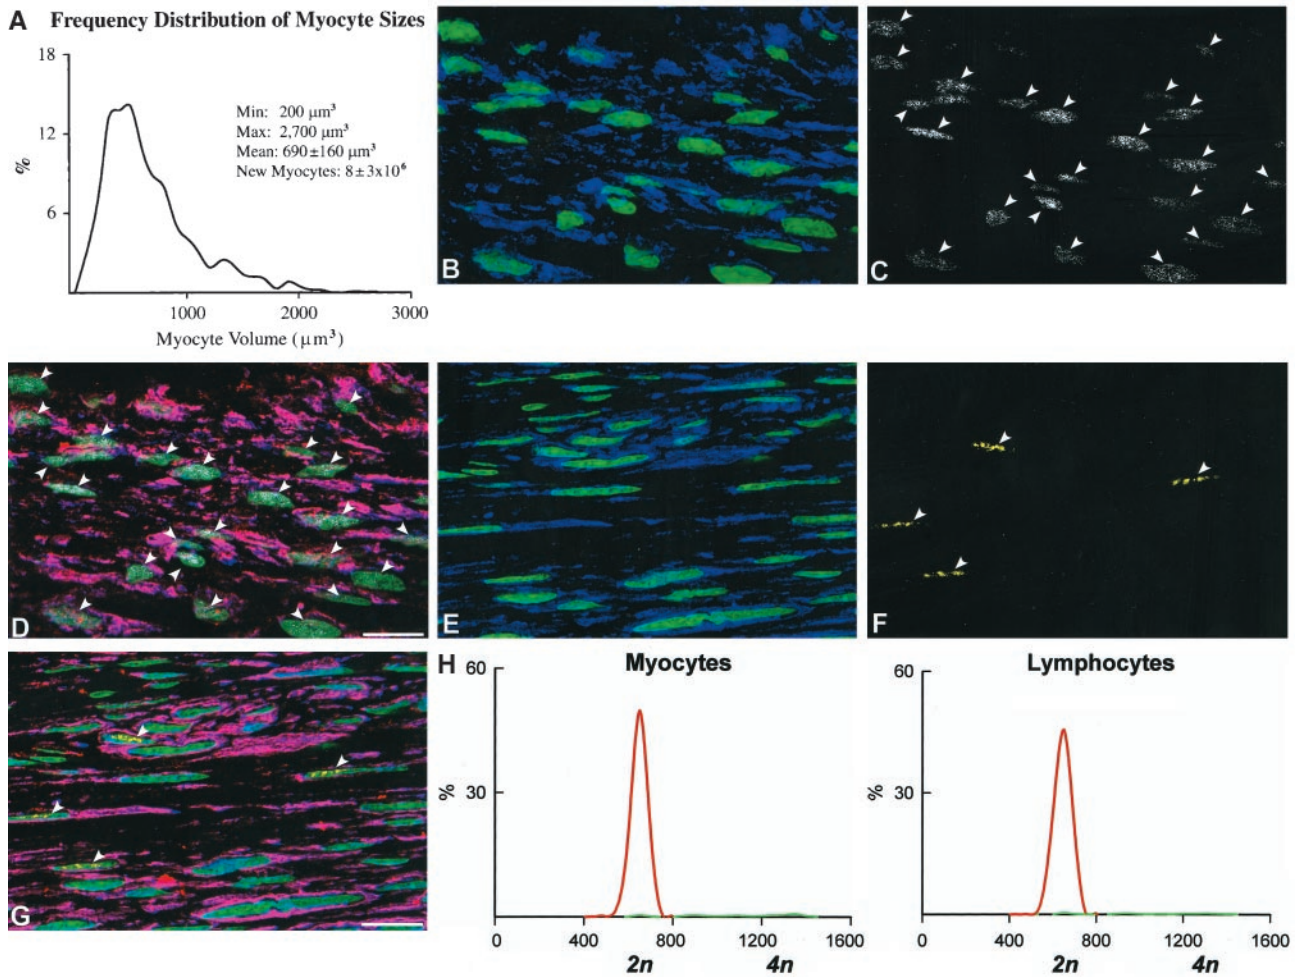 A Frequency Distribution of Myocyte Sizes
18
12
6
%
Min: 200 µm³
Max: 2,700 µm³
Mean: 690±160 µm³
New Myocytes: 8±3x10⁶
1000 2000 3000
Myocyte Volume (µm³)
B
C
D
E
F
G
H Myocytes
60
30
%
0 400 800 1200 1600
2n 4n
Lymphocytes
60
30
%
0 400 800 1200 1600
2n 4n